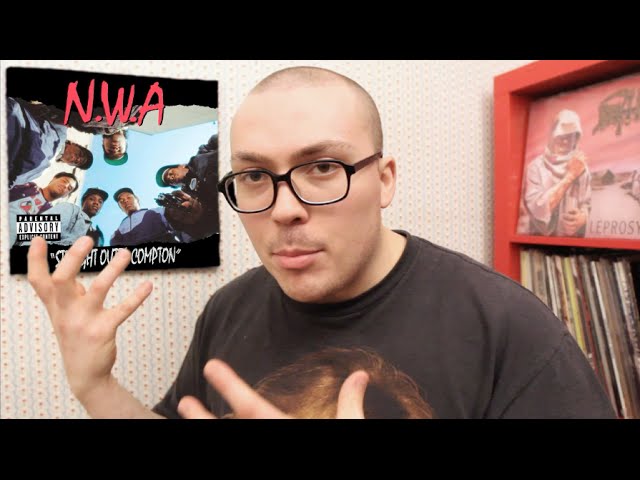 N.W.A
PARENTAL
ADVISORY
EXPLICIT CONTENT
"STRAIGHT OUTTA COMPTON"
LEPROSY